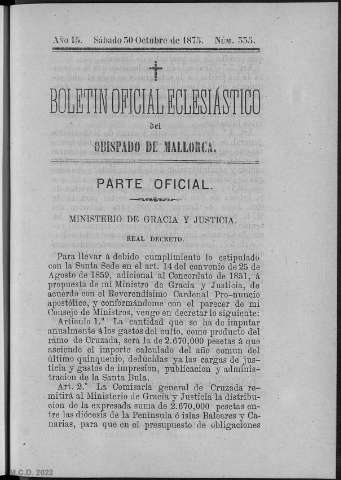 Año 15. Sábado 30 Octubre de 1875. Núm. 355.
BOLETIN OFICIAL ECLESIÁSTICO
del
OBISPADO DE MALLORCA.
PARTE OFICIAL.
MINISTERIO DE GRACIA Y JUSTICIA.
REAL DECRETO.
Para llevar á debido cumplimiento lo estipulado
con la Santa Sede en el art. 14 del convenio de 25 de
Agosto de 1859, adicional al Concordato de 1851, á
propuesta de mi Ministro de Gracia y Justicia, de
acuerdo con el Reverendísimo Cardenal Pro-nuncio
apostólico, y conformándome con el parecer de mi
Consejo de Ministros, vengo en decretar lo siguiente:
Artículo 1.° La cantidad que se ha de imputar
anualmente á los gastos del culto, como producto del
ramo de Cruzada, será la de 2.670,000 pesetas á que
asciende el importe calculado del año comun del
último quinquenio, deducidas ya las cargas de jus-
ticia y gastos de impresion, publicacion y adminis-
tracion de la Santa Bula.
Art. 2.° La Comisaría general de Cruzada re-
mitirá al Ministerio de Gracia y Justicia la distribu-
cion de la expresada suma de 2.670,000 pesetas en-
tre las diócesis de la Península é islas Baleares y Ca-
narias, para que en el presupuesto de obligaciones
M.C.D. 2022